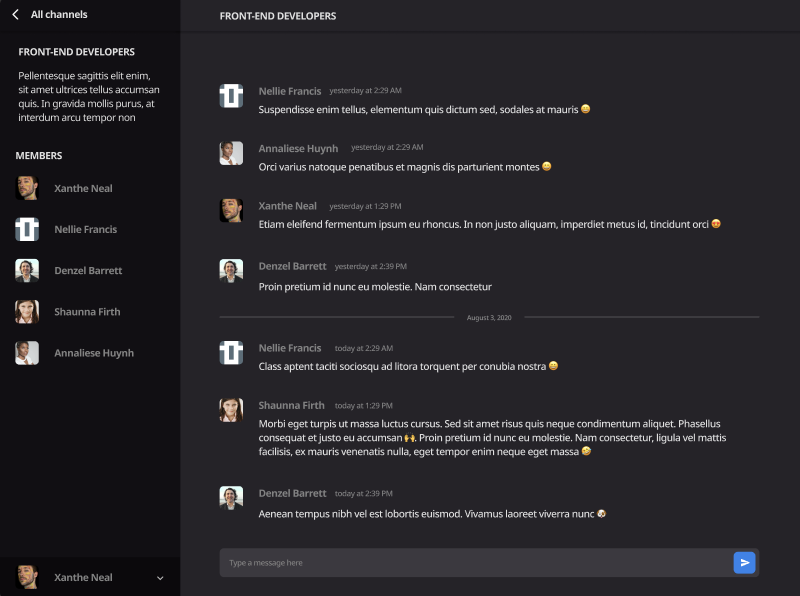 All channels
FRONT-END DEVELOPERS
Pellentesque sagittis elit enim,
sit amet ultrices tellus accumsan
quis. In gravida mollis purus, at
interdum arcu tempor non
MEMBERS
Xanthe Neal
Nellie Francis
Denzel Barrett
Shaunna Firth
Annaliese Huynh
Xanthe Neal
FRONT-END DEVELOPERS
Nellie Francis yesterday at 2:29 AM
Suspendisse enim tellus, elementum quis dictum sed, sodales at mauris 😄
Annaliese Huynh yesterday at 2:29 AM
Orci varius natoque penatibus et magnis dis parturient montes 😄
Xanthe Neal yesterday at 1:29 PM
Etiam eleifend fermentum ipsum eu rhoncus. In non justo aliquam, imperdiet metus id, tincidunt orci 😍
Denzel Barrett yesterday at 2:39 PM
Proin pretium id nunc eu molestie. Nam consectetur
August 3, 2020
Nellie Francis today at 2:29 AM
Class aptent taciti sociosqu ad litora torquent per conubia nostra 😄
Shaunna Firth today at 1:29 PM
Morbi eget turpis ut massa luctus cursus. Sed sit amet risus quis neque condimentum aliquet. Phasellus
consequat et justo eu accumsan 🙌. Proin pretium id nunc eu molestie. Nam consectetur, ligula vel mattis
facilisis, ex mauris venenatis nulla, eget tempor enim neque eget massa 🤣
Denzel Barrett today at 2:39 PM
Aenean tempus nibh vel est lobortis euismod. Vivamus laoreet viverra nunc 🐶
Type a message here